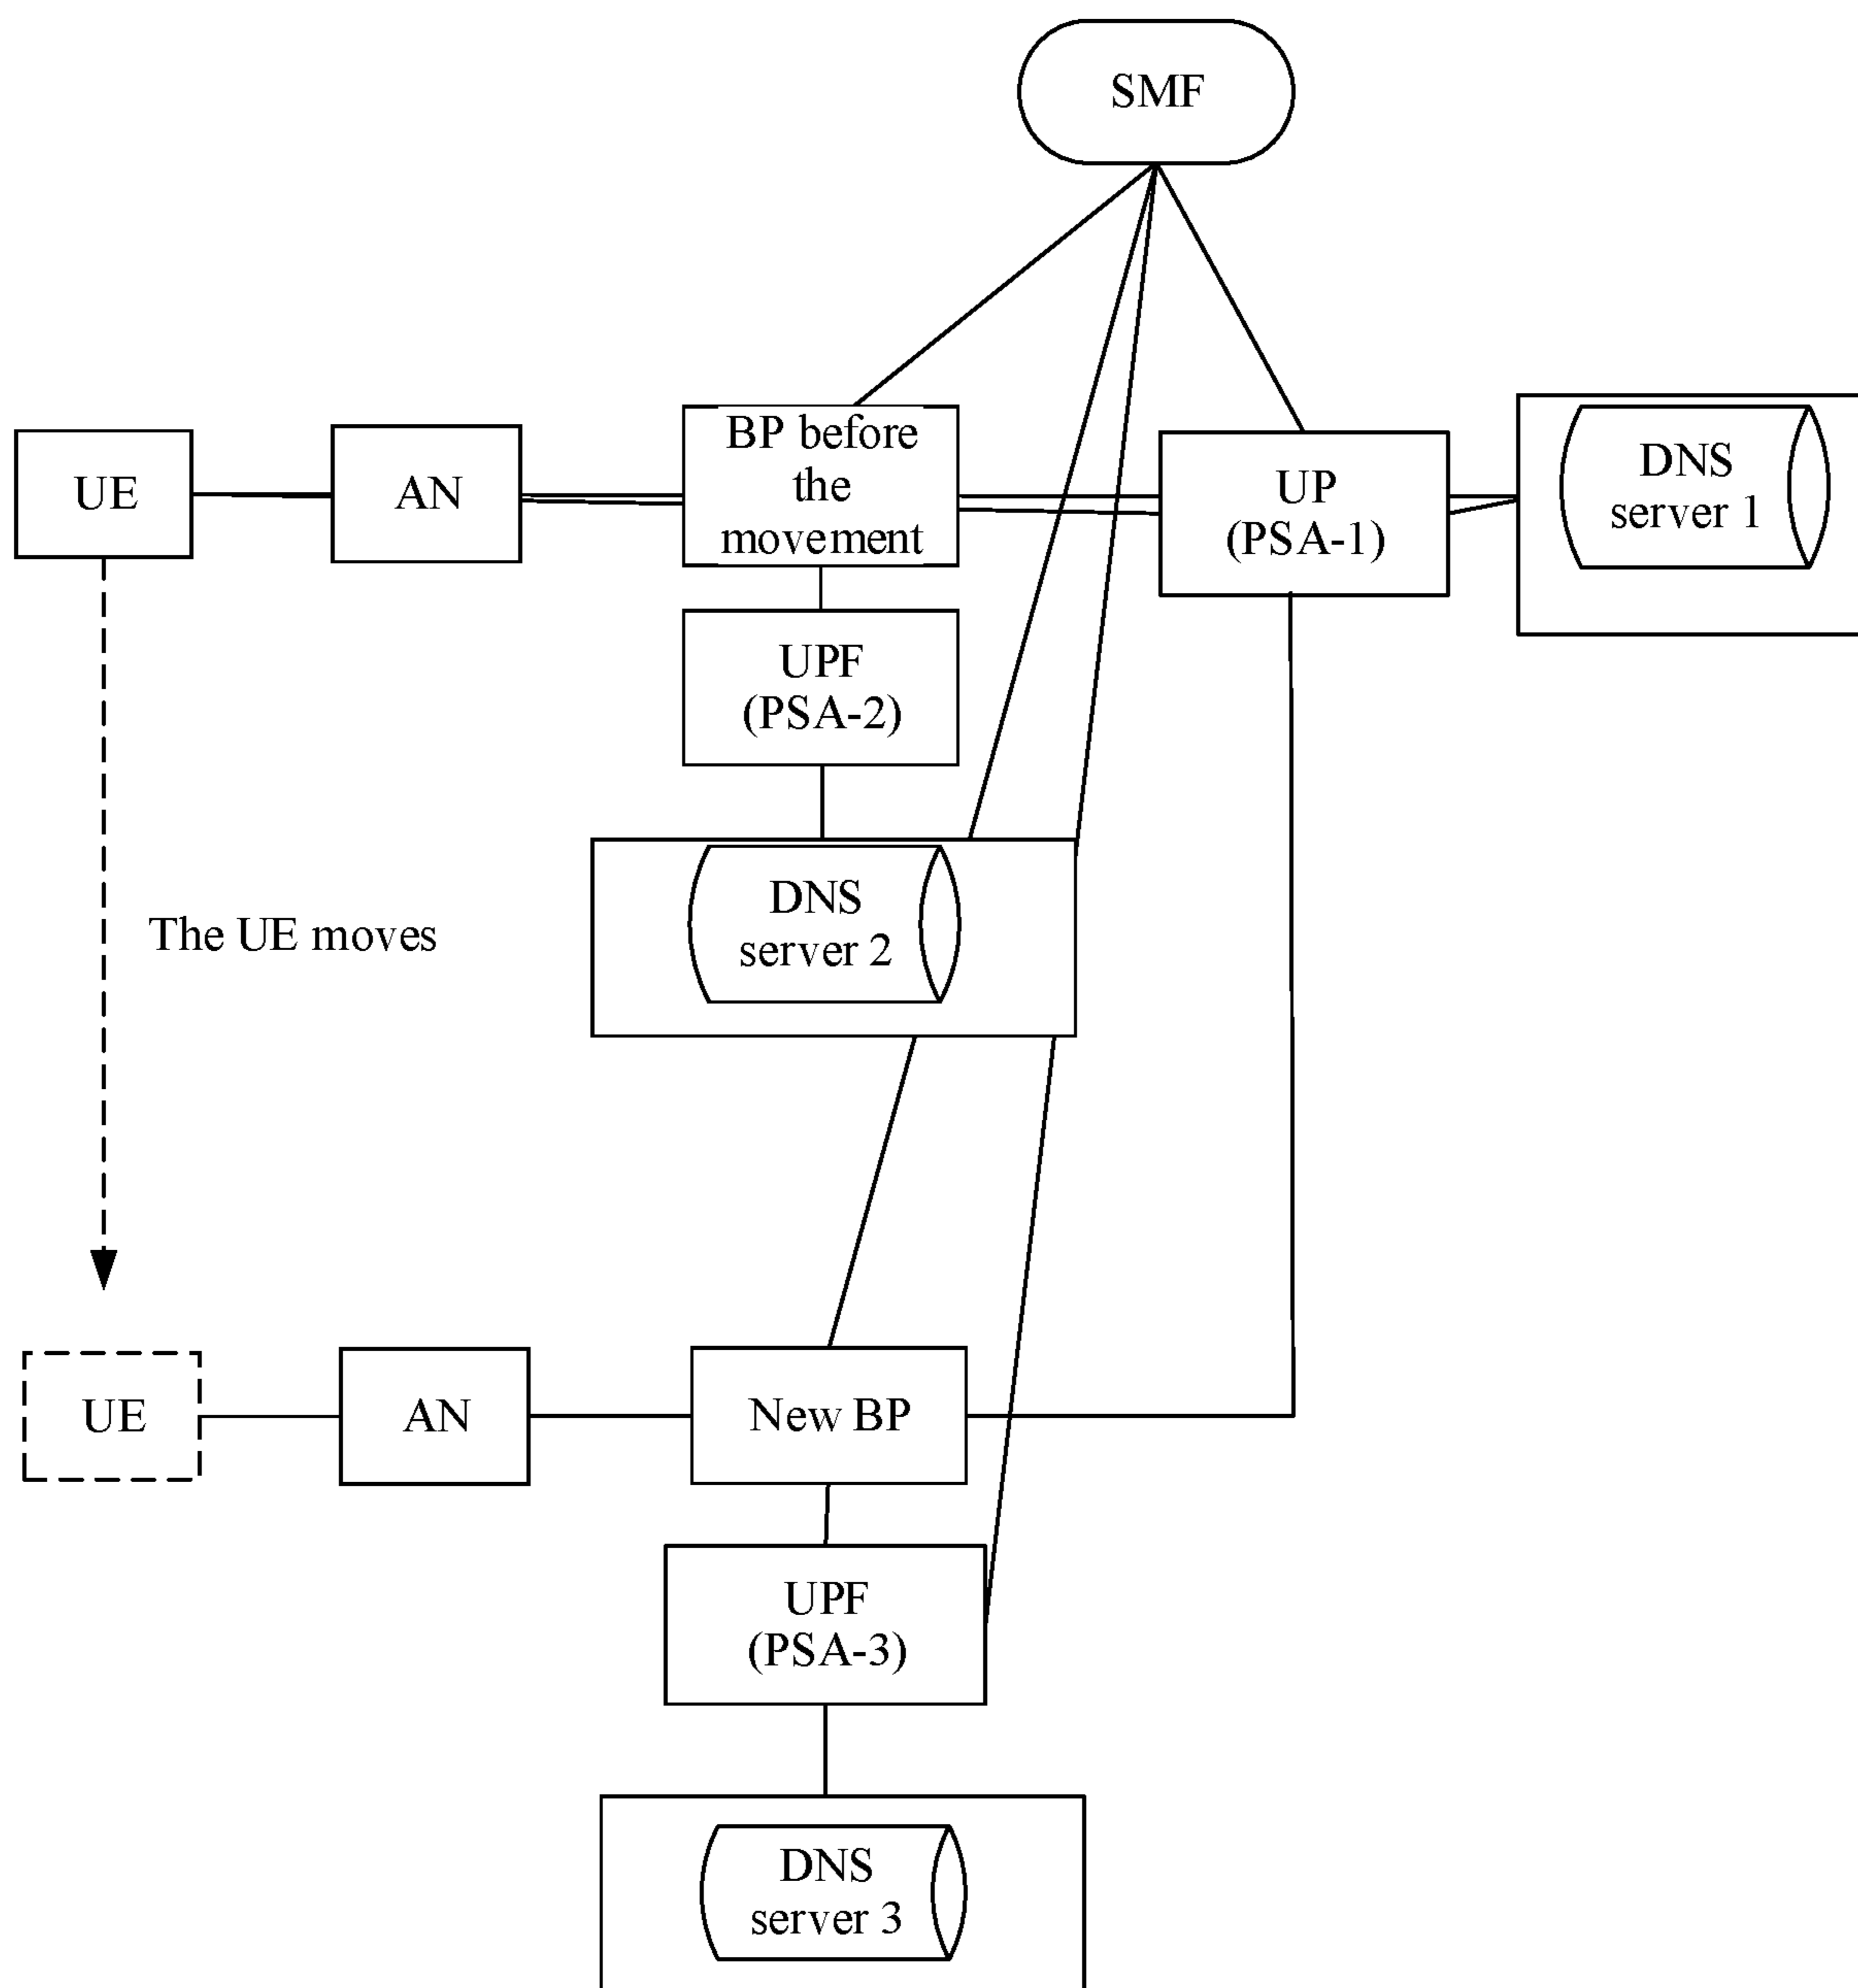 SMF
UE
AN
BP before
the
movement
UP
(PSA-1)
DNS
server 1
UPF
(PSA-2)
DNS
server 2
The UE moves
UE
AN
New BP
UPF
(PSA-3)
DNS
server 3